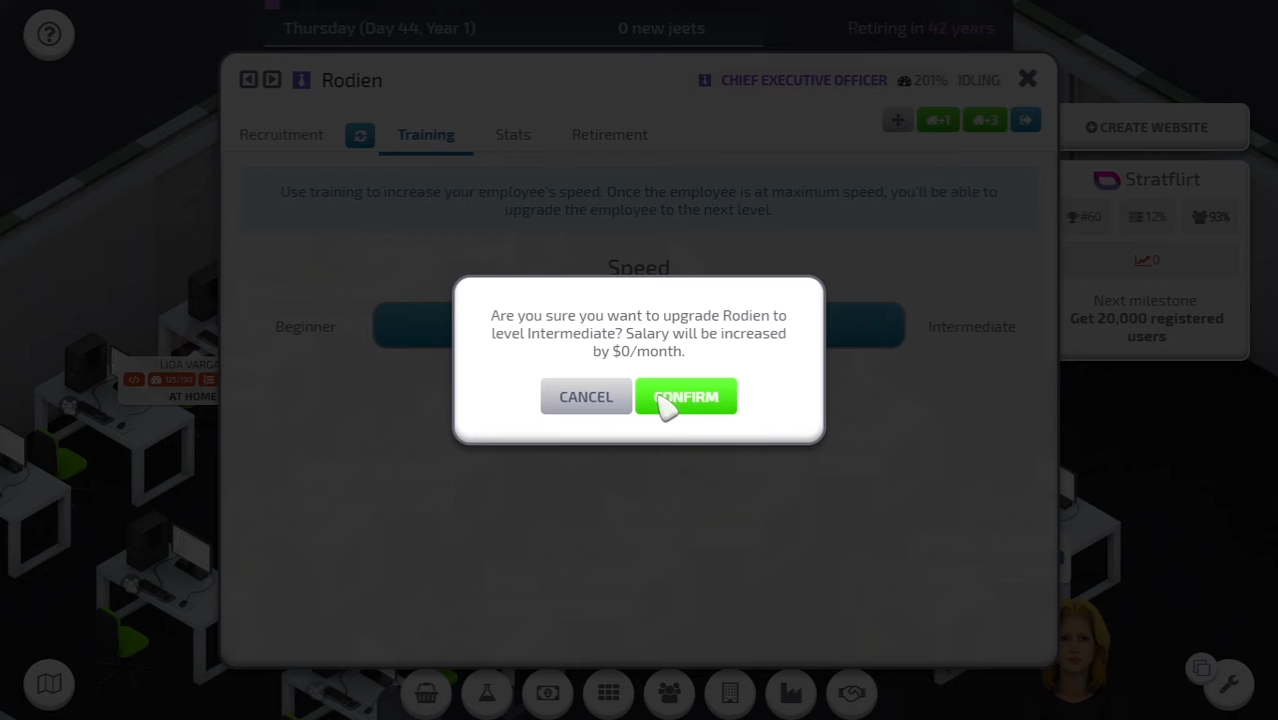 Thursday (Day 44, Year 1)
0 new jeets
Retiring in 42 years
Rodien
CHIEF EXECUTIVE OFFICER
201%
IDLING
+1
+3
Recruitment
Training
Stats
Retirement
CREATE WEBSITE
Use training to increase your employee's speed. Once the employee is at maximum speed, you'll be able to
upgrade the employee to the next level.
Stratflirt
#60
12%
93%
0
Next milestone
Get 20,000 registered
users
Speed
Beginner
Intermediate
Are you sure you want to upgrade Rodien to
level Intermediate? Salary will be increased
by $0/month.
CANCEL
CONFIRM
LIDA VARGA
AT HOME